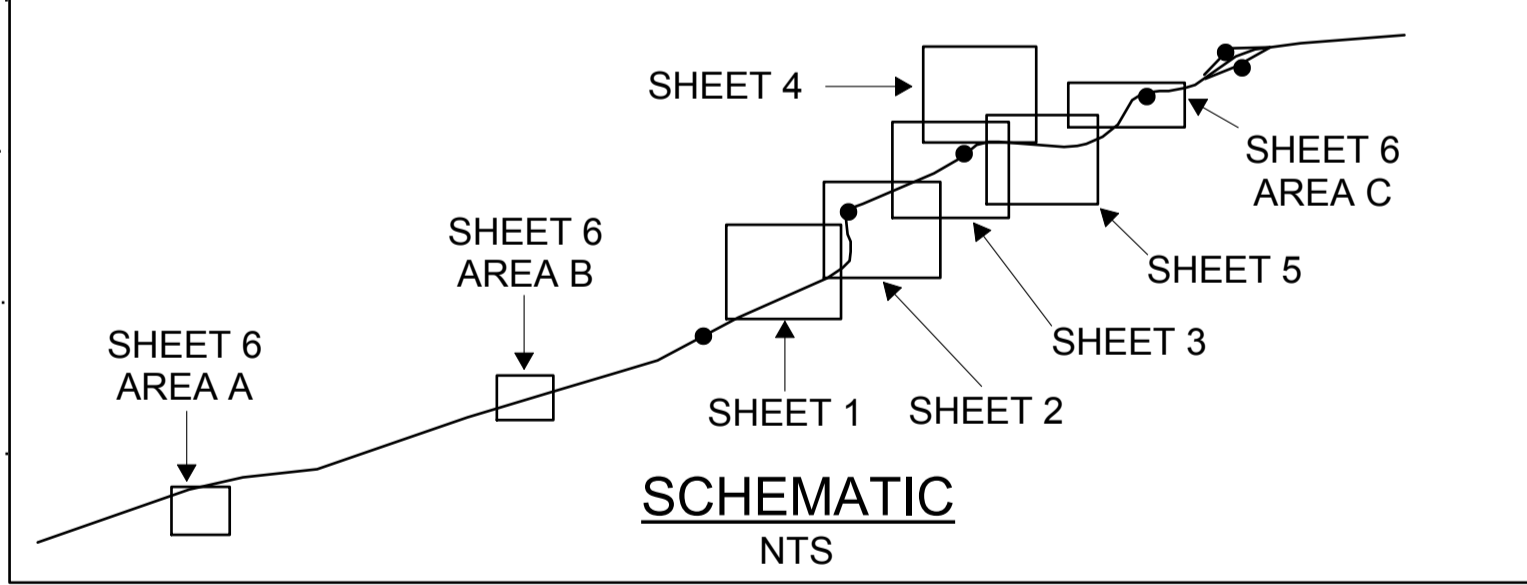 SHEET 4
SHEET 6
AREA C
SHEET 6
AREA B
SHEET 5
SHEET 6
AREA A
SHEET 3
SHEET 1
SHEET 2
SCHEMATIC
NTS